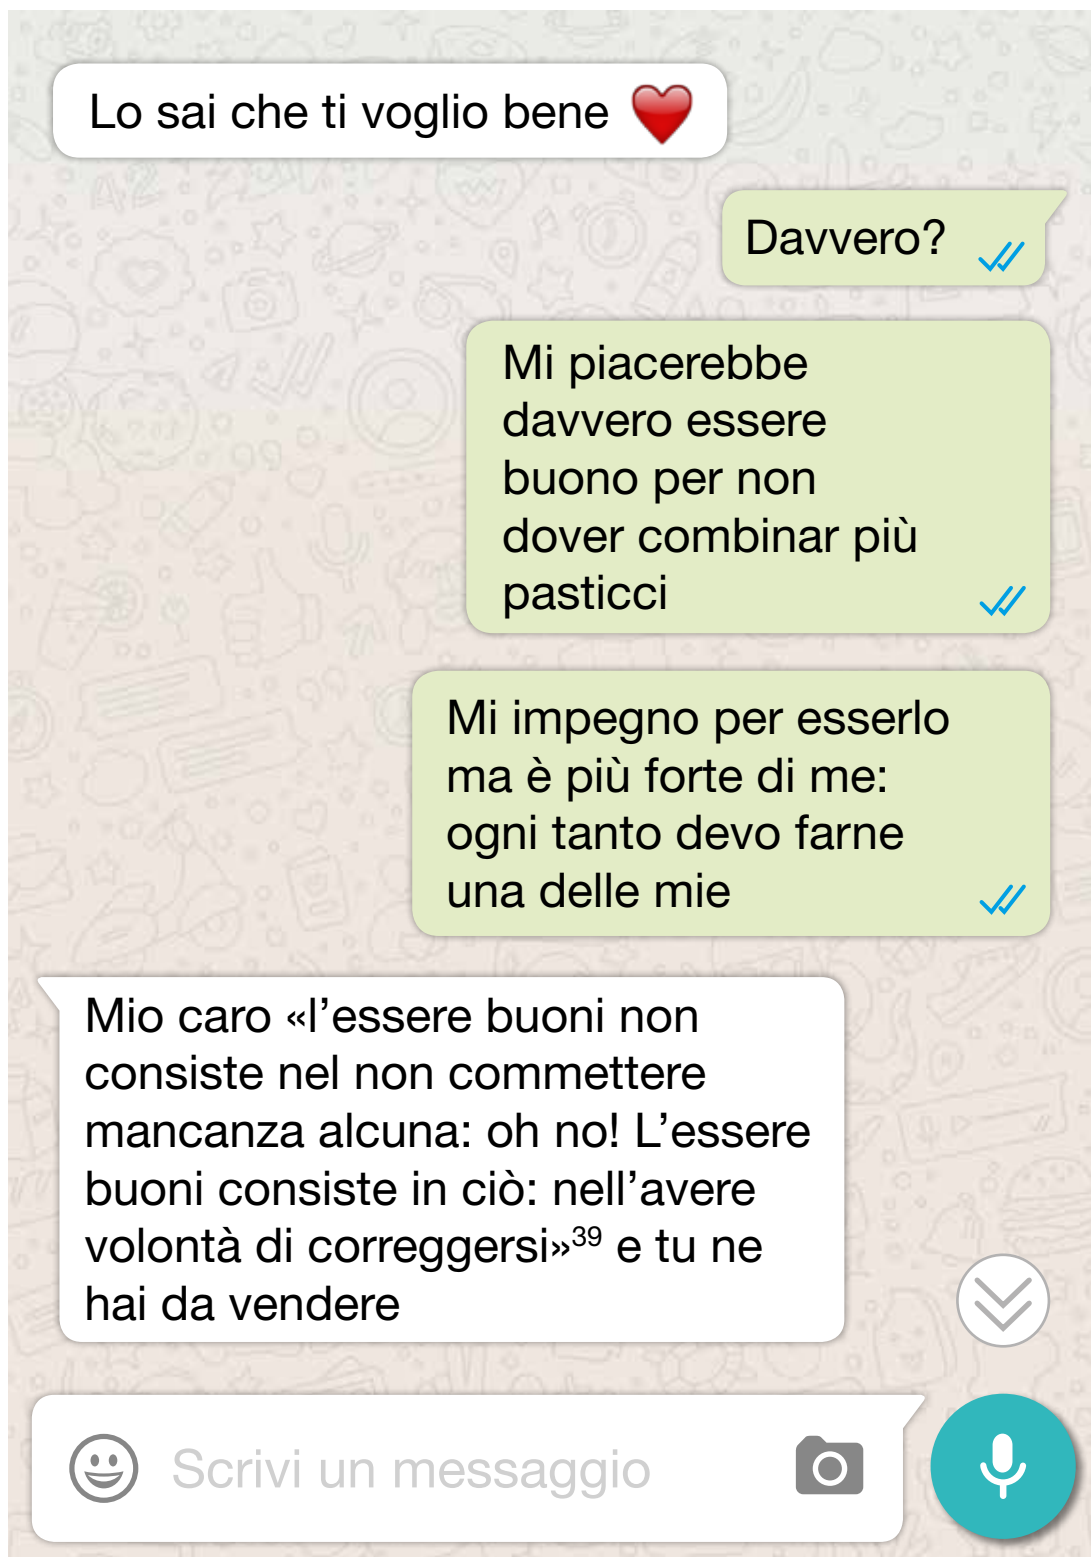 Lo sai che ti voglio bene ❤️
Davvero?
Mi piacerebbe
davvero essere
buono per non
dover combinar più
pasticci
Mi impegno per esserlo
ma è più forte di me:
ogni tanto devo farne
una delle mie
Mio caro «l’essere buoni non
consiste nel non commettere
mancanza alcuna: oh no! L’essere
buoni consiste in ciò: nell’avere
volontà di correggersi»³⁹ e tu ne
hai da vendere
Scrivi un messaggio